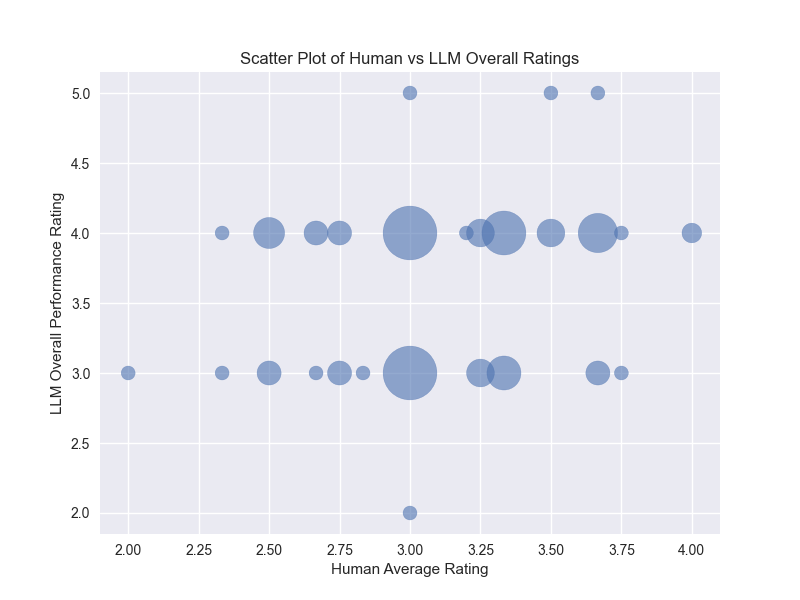 Scatter Plot of Human vs LLM Overall Ratings
LLM Overall Performance Rating
5.0
4.5
4.0
3.5
3.0
2.5
2.0
2.00 2.25 2.50 2.75 3.00 3.25 3.50 3.75 4.00
Human Average Rating